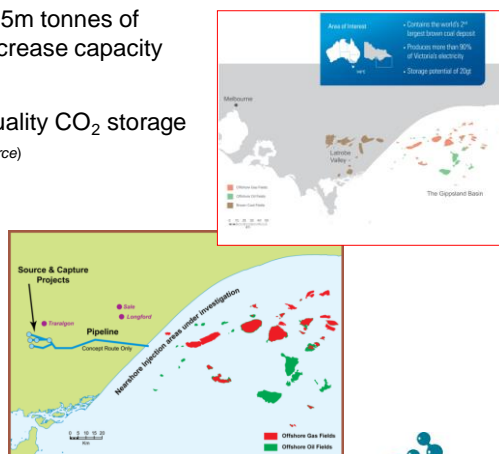 5m tonnes of
crease capacity
uality CO₂ storage
rce)
Area of Interest
• Contains the world's 2nd
largest brown coal deposit
• Produces more than 90%
of Victoria's electricity
• Storage potential of 20gt
Melbourne
Latrobe
Valley
Offshore Gas Fields
Offshore Oil Fields
Brown Coal Fields
The Gippsland Basin
Source & Capture
Projects
Sale
Longford
Traralgon
Pipeline
Concept Route Only
Nearshore injection areas under investigation
0 5 10 15 20
Offshore Gas Fields
Offshore Oil Fields